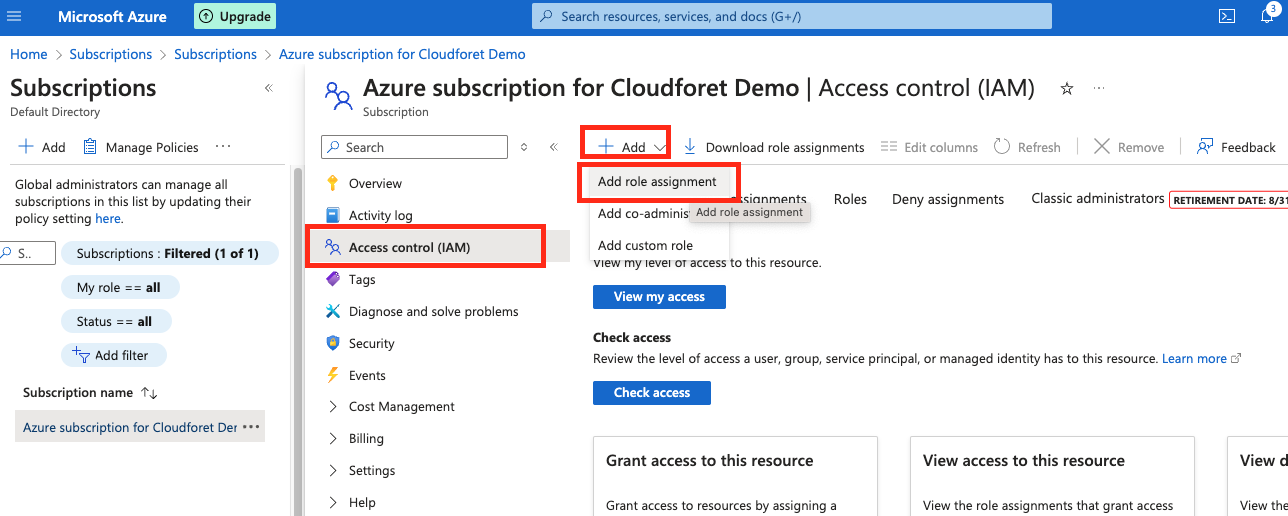 Microsoft Azure
Upgrade
Search resources, services, and docs (G+/)
3
Home > Subscriptions > Subscriptions > Azure subscription for Cloudforet Demo
Subscriptions
Default Directory
Add
Manage Policies
Global administrators can manage all
subscriptions in this list by updating their
policy setting here.
S..
Subscriptions : Filtered (1 of 1)
My role == all
Status == all
Add filter
Subscription name
Azure subscription for Cloudforet
Azure subscription for Cloudforet Demo | Access control (IAM)
Subscription
Search
Overview
Activity log
Access control (IAM)
Tags
Diagnose and solve problems
Security
Events
Cost Management
Billing
Settings
Help
Add
Download role assignments
Edit columns
Refresh
Remove
Feedback
Add role assignment
Add role assignment
Add custom role
Roles
Deny assignments
Classic administrators
RETIREMENT DATE: 8/31
View my level of access to this resource.
View my access
Check access
Review the level of access a user, group, service principal, or managed identity has to this resource. Learn more
Check access
Grant access to this resource
Grant access to resources by assigning a
View access to this resource
View the role assignments that grant access
View
View the